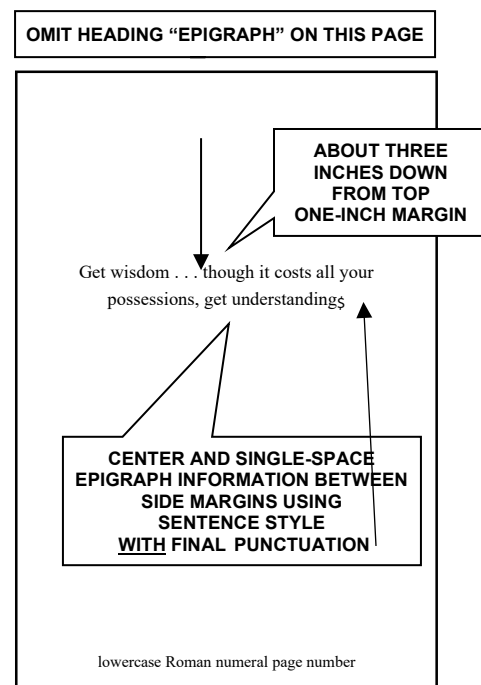 OMIT HEADING “EPIGRAPH” ON THIS PAGE
ABOUT THREE
INCHES DOWN
FROM TOP
ONE-INCH MARGIN
Get wisdom . . . though it costs all your
possessions, get understanding$
CENTER AND SINGLE-SPACE
EPIGRAPH INFORMATION BETWEEN
SIDE MARGINS USING
SENTENCE STYLE
WITH FINAL PUNCTUATION
lowercase Roman numeral page number